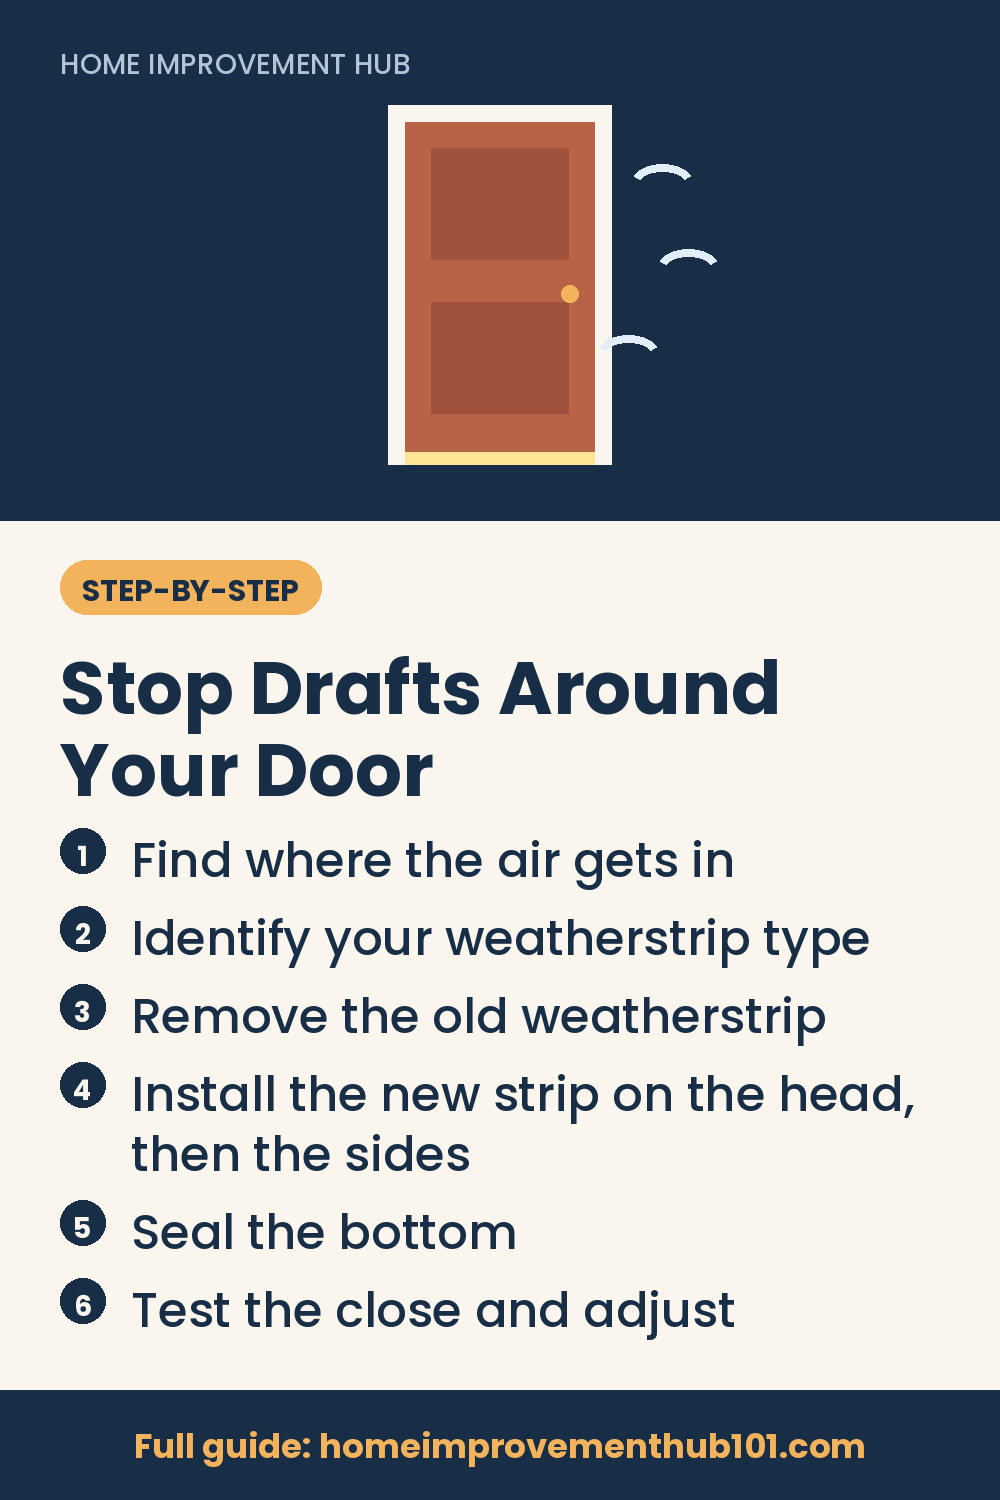 HOME IMPROVEMENT HUB
STEP-BY-STEP
Stop Drafts Around
Your Door
1 Find where the air gets in
2 Identify your weatherstrip type
3 Remove the old weatherstrip
4 Install the new strip on the head,
then the sides
5 Seal the bottom
6 Test the close and adjust
Full guide: homeimprovementhub101.com